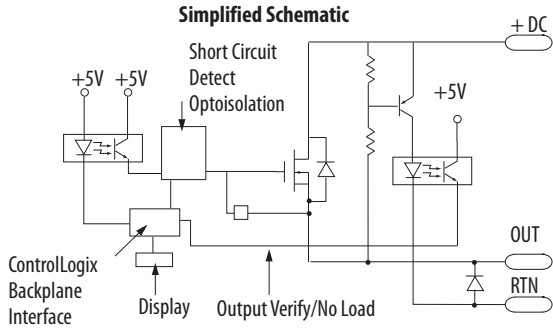 Simplified Schematic
+ DC
Short Circuit
Detect
Optoisolation
+5V
+5V
+5V
OUT
RTN
ControlLogix
Backplane
Interface
Display
Output Verify/No Load